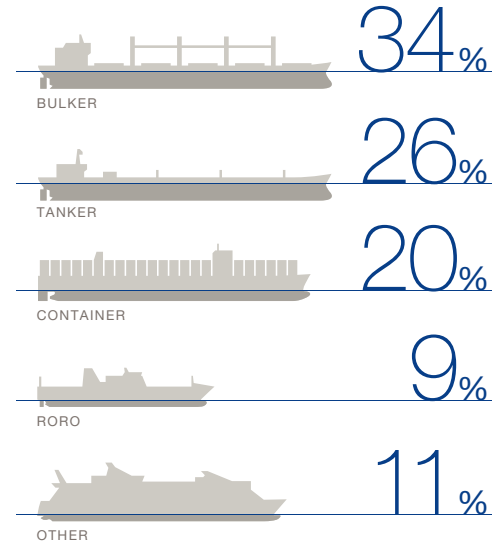 34%
BULKER
26%
TANKER
20%
CONTAINER
9%
RORO
11%
OTHER